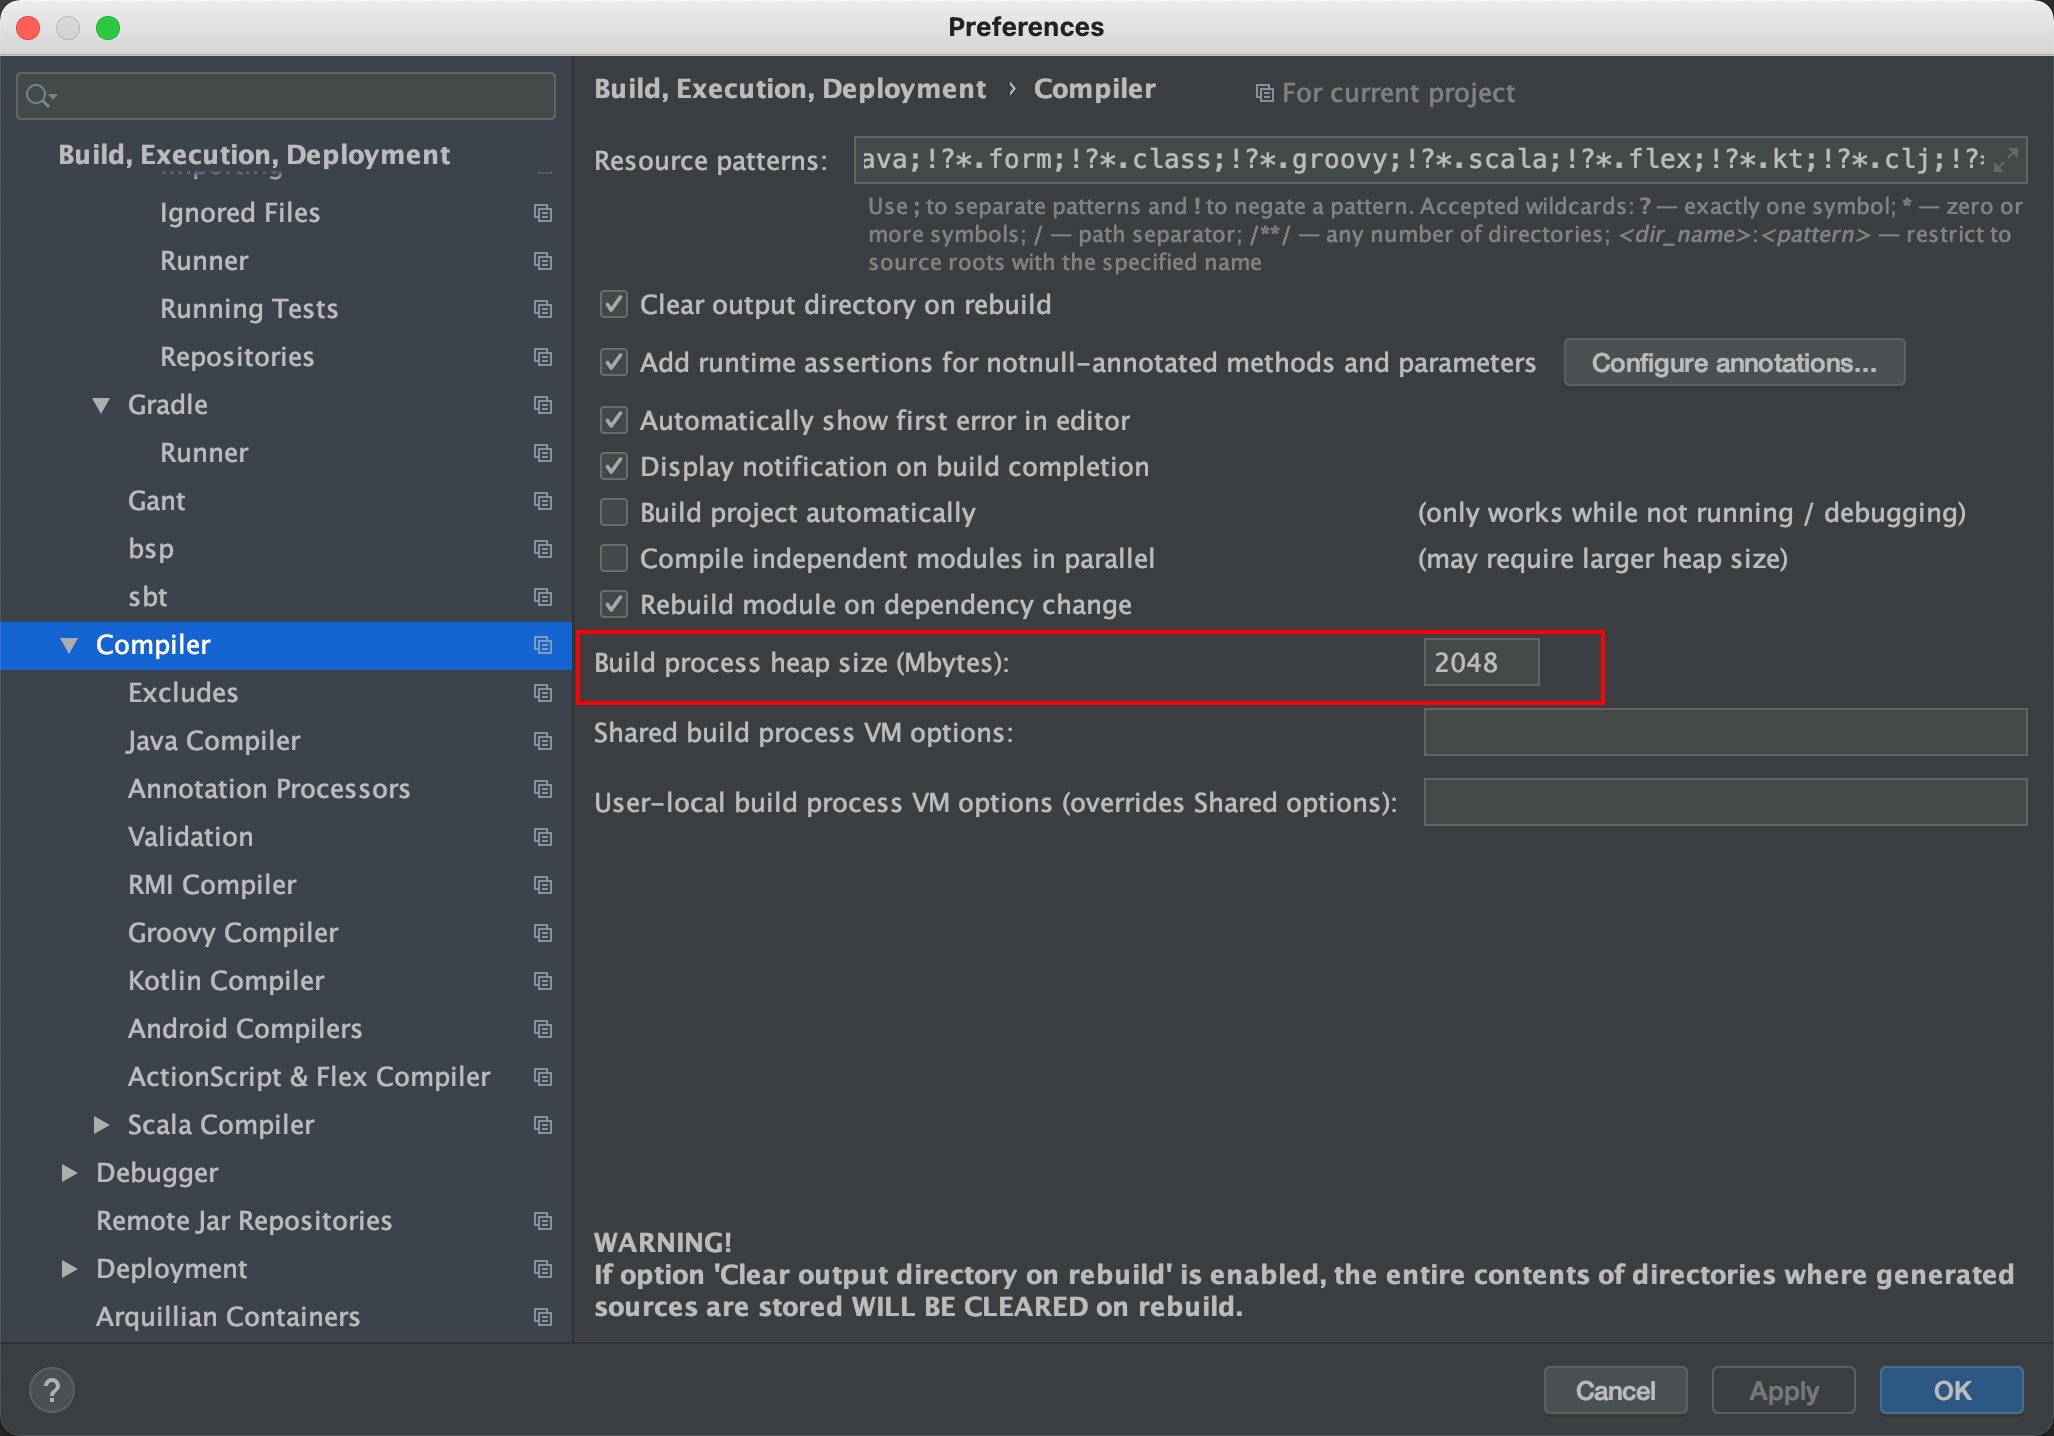 Preferences
Build, Execution, Deployment
Ignored Files
Runner
Running Tests
Repositories
Gradle
Runner
Gant
bsp
sbt
Compiler
Excludes
Java Compiler
Annotation Processors
Validation
RMI Compiler
Groovy Compiler
Kotlin Compiler
Android Compilers
ActionScript & Flex Compiler
Scala Compiler
Debugger
Remote Jar Repositories
Deployment
Arquillian Containers
Build, Execution, Deployment › Compiler
For current project
Resource patterns: ava;!?*.form;!?*.class;!?*.groovy;!?*.scala;!?*.flex;!?*.kt;!?*.clj;!?
Use ; to separate patterns and ! to negate a pattern. Accepted wildcards: ? — exactly one symbol; * — zero or
more symbols; / — path separator; /**/ — any number of directories; <dir_name>:<pattern> — restrict to
source roots with the specified name
Clear output directory on rebuild
Add runtime assertions for notnull-annotated methods and parameters Configure annotations...
Automatically show first error in editor
Display notification on build completion
Build project automatically (only works while not running / debugging)
Compile independent modules in parallel (may require larger heap size)
Rebuild module on dependency change
Build process heap size (Mbytes): 2048
Shared build process VM options:
User-local build process VM options (overrides Shared options):
WARNING!
If option 'Clear output directory on rebuild' is enabled, the entire contents of directories where generated
sources are stored WILL BE CLEARED on rebuild.
?
Cancel Apply OK